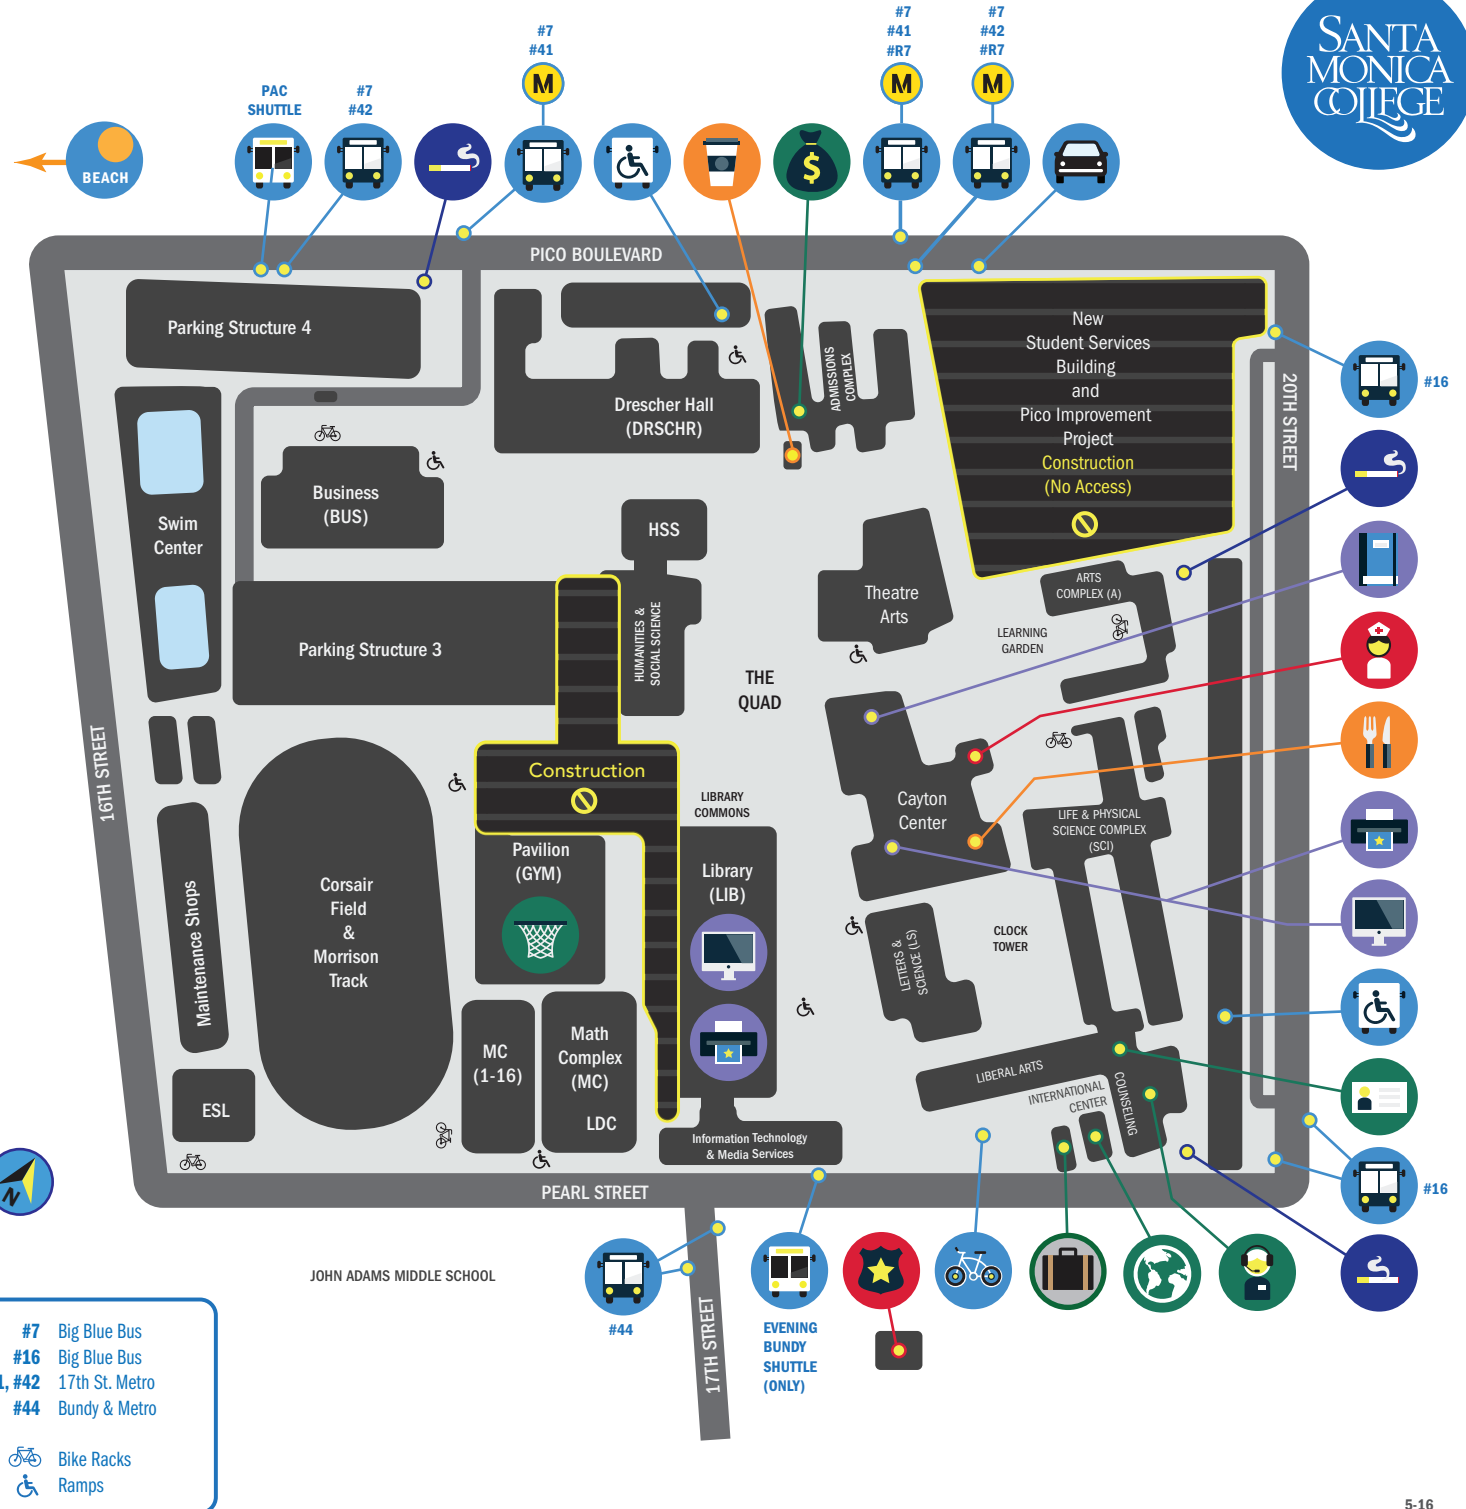 SANTA
MONICA
COLLEGE
#7
#41
#7
#41
#R7
#7
#42
#R7
PAC
SHUTTLE
#7
#42
M
M
M
BEACH
$
PICO BOULEVARD
Parking Structure 4
New
Student Services
Building
and
Pico Improvement
Project
Construction
(No Access)
ADMISSIONS
COMPLEX
20TH STREET
#16
Drescher Hall
(DRSCHR)
Business
(BUS)
Swim
Center
HSS
Theatre
Arts
ARTS
COMPLEX (A)
LEARNING
GARDEN
Parking Structure 3
HUMANITIES &
SOCIAL SCIENCE
THE
QUAD
16TH STREET
Construction
LIBRARY
COMMONS
Cayton
Center
LIFE & PHYSICAL
SCIENCE COMPLEX
(SCI)
Pavilion
(GYM)
Library
(LIB)
Maintenance Shops
Corsair
Field
&
Morrison
Track
LETTERS &
SCIENCE (LS)
CLOCK
TOWER
MC
(1-16)
Math
Complex
(MC)
LDC
LIBERAL ARTS
INTERNATIONAL
CENTER
COUNSELING
ESL
Information Technology
& Media Services
N
PEARL STREET
#16
JOHN ADAMS MIDDLE SCHOOL
#44
17TH STREET
EVENING
BUNDY
SHUTTLE
(ONLY)
#7 Big Blue Bus
#16 Big Blue Bus
, #42 17th St. Metro
#44 Bundy & Metro
Bike Racks
Ramps
5-16